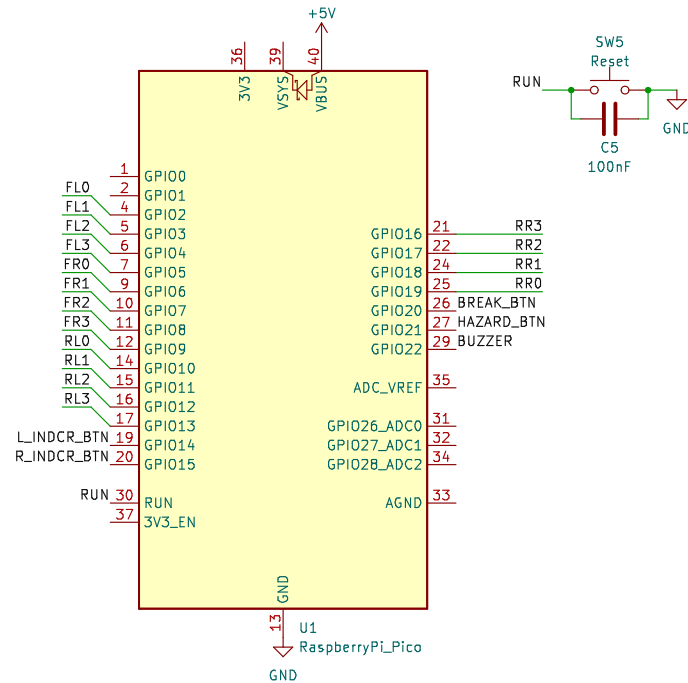 +5V
36
39
40
3V3
VSYS
VBUS
SW5
Reset
RUN
GND
C5
100nF
1 GPIO0
FL0 2 GPIO1
FL1 4 GPIO2
FL2 5 GPIO3
FL3 6 GPIO4
FR0 7 GPIO5
FR1 9 GPIO6
FR2 10 GPIO7
FR3 11 GPIO8
RL0 12 GPIO9
RL1 14 GPIO10
RL2 15 GPIO11
RL3 16 GPIO12
17 GPIO13
L_INDCR_BTN 19 GPIO14
R_INDCR_BTN 20 GPIO15
RUN 30 RUN
37 3V3_EN
GPIO16 21 RR3
GPIO17 22 RR2
GPIO18 24 RR1
GPIO19 25 RR0
GPIO20 26 BREAK_BTN
GPIO21 27 HAZARD_BTN
GPIO22 29 BUZZER
ADC_VREF 35
GPIO26_ADC0 31
GPIO27_ADC1 32
GPIO28_ADC2 34
AGND 33
GND
13
U1
RaspberryPi_Pico
GND